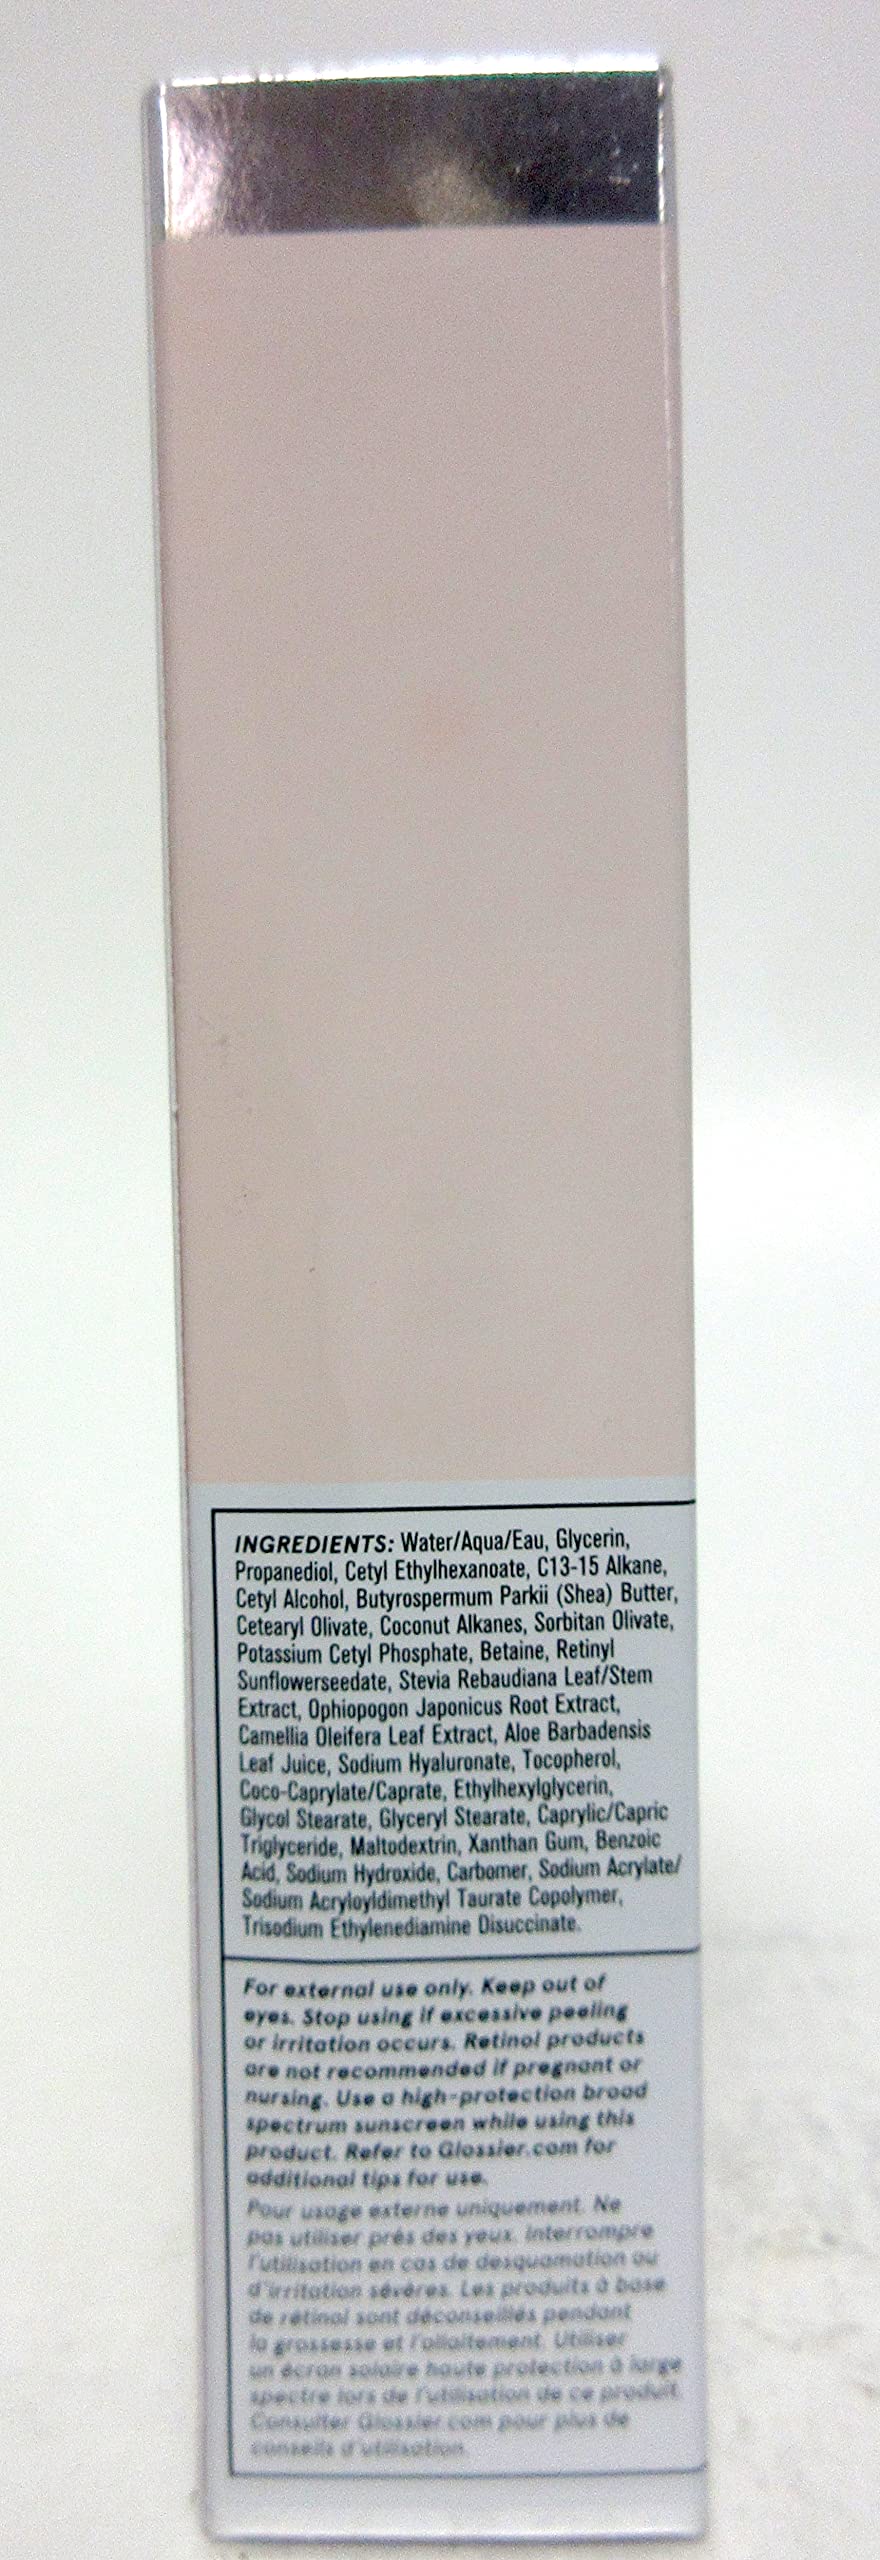 INGREDIENTS: Water/Aqua/Eau, Glycerin,
Propanediol, Cetyl Ethylhexanoate, C13-15 Alkane,
Cetyl Alcohol, Butyrospermum Parkii (Shea) Butter,
Cetearyl Olivate, Coconut Alkanes, Sorbitan Olivate,
Potassium Cetyl Phosphate, Betaine, Retinyl
Sunflowerseedate, Stevia Rebaudiana Leaf/Stem
Extract, Ophiopogon Japonicus Root Extract,
Camellia Oleifera Leaf Extract, Aloe Barbadensis
Leaf Juice, Sodium Hyaluronate, Tocopherol,
Coco-Caprylate/Caprate, Ethylhexylglycerin,
Glycol Stearate, Glyceryl Stearate, Caprylic/Capric
Triglyceride, Maltodextrin, Xanthan Gum, Benzoic
Acid, Sodium Hydroxide, Carbomer, Sodium Acrylate/
Sodium Acryloyldimethyl Taurate Copolymer,
Trisodium Ethylenediamine Disuccinate.
For external use only. Keep out of
eyes. Stop using if excessive peeling
or irritation occurs. Retinol products
are not recommended if pregnant or
nursing. Use a high-protection broad
spectrum sunscreen while using this
product. Refer to Glossier.com for
additional tips for use.
Pour usage externe uniquement. Ne
pas utiliser près des yeux. Interrompre
l'utilisation en cas de desquamation ou
d'irritation sévères. Les produits à base
de rétinol sont déconseillés pendant
la grossesse et l'allaitement. Utiliser
un écran solaire haute protection à large
spectre lors de l'utilisation de ce produit.
Consulter Glossier.com pour plus de
conseils d'utilisation.